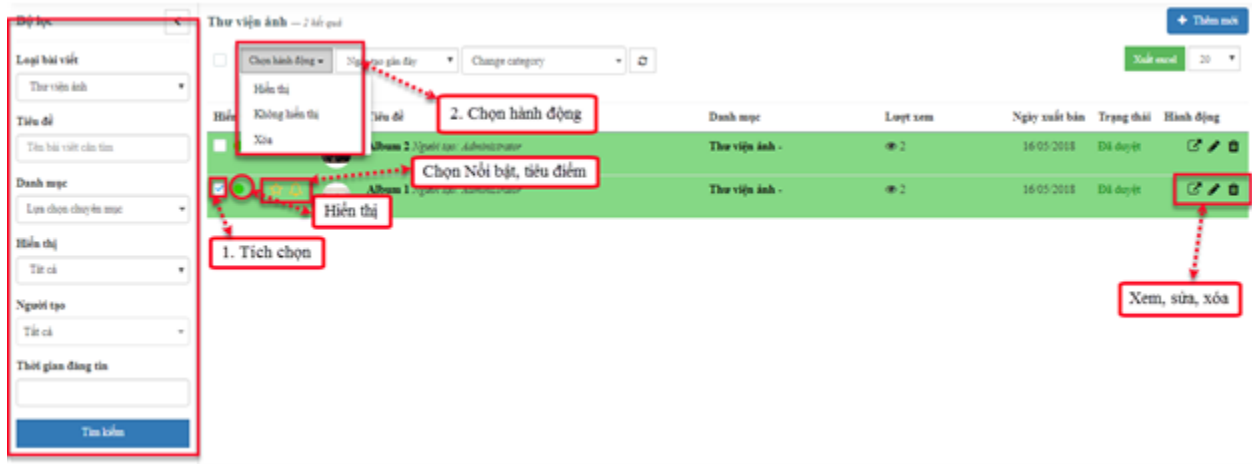 Bộ lọc
Thư viện ảnh — 2 kết quả
Thêm mới
Loại bài viết
Thư viện ảnh
Chọn hành động
tạo gần đây
Change category
Xuất excel
20
Hiển thị
Không hiển thị
Xóa
2. Chọn hành động
Tiêu đề
Tên bài viết cần tìm
Tiêu đề
Danh mục
Lượt xem
Ngày xuất bản
Trạng thái
Hành động
Album 2 Người tạo: Administrator
Thư viện ảnh -
2
16/05/2018
Đã duyệt
Chọn Nổi bật, tiêu điểm
Danh mục
Lựa chọn chuyên mục
Album 1 Người tạo: Administrator
Thư viện ảnh -
2
16/05/2018
Đã duyệt
Hiển thị
1. Tích chọn
Hiển thị
Tất cả
Xem, sửa, xóa
Người tạo
Tất cả
Thời gian đăng tin
Tìm kiếm